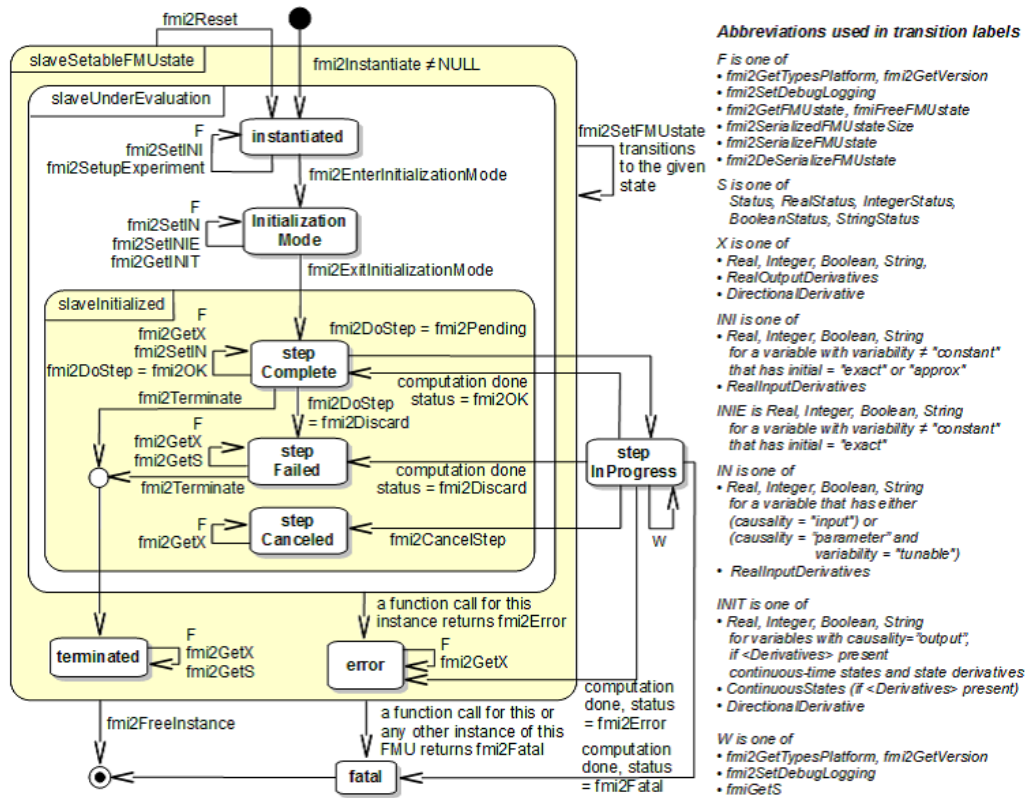 fmi2Reset
slaveSetableFMUstate
fmi2Instantiate ≠ NULL
slaveUnderEvaluation
F
fmi2SetINI
fmi2SetupExperiment
instantiated
fmi2SetFMUstate
transitions
to the given
state
fmi2EnterInitializationMode
F
fmi2SetIN
fmi2SetINIE
fmi2GetINIT
Initialization
Mode
fmi2ExitInitializationMode
slaveInitialized
F
fmi2GetX
fmi2SetIN
fmi2DoStep = fmi2OK
fmi2DoStep = fmi2Pending
step
Complete
computation done
status = fmi2OK
fmi2Terminate
fmi2DoStep
= fmi2Discard
F
fmi2GetX
fmi2GetS
step
Failed
step
InProgress
computation done
status = fmi2Discard
fmi2Terminate
F
fmi2GetX
step
Canceled
fmi2CancelStep
W
a function call for this
instance returns fmi2Error
terminated
F
fmi2GetX
fmi2GetS
error
F
fmi2GetX
computation
done, status
= fmi2Error
fmi2FreeInstance
a function call for this or
any other instance of this
FMU returns fmi2Fatal
computation
done, status
= fmi2Fatal
fatal
Abbreviations used in transition labels
F is one of
• fmi2GetTypesPlatform, fmi2GetVersion
• fmi2SetDebugLogging
• fmi2GetFMUstate, fmiFreeFMUstate
• fmi2SerializedFMUstateSize
• fmi2SerializeFMUstate
• fmi2DeSerializeFMUstate
S is one of
Status, RealStatus, IntegerStatus,
BooleanStatus, StringStatus
X is one of
• Real, Integer, Boolean, String,
• RealOutputDerivatives
• DirectionalDerivative
INI is one of
• Real, Integer, Boolean, String
for a variable with variability ≠ "constant"
that has initial = "exact" or "approx"
• RealInputDerivatives
INIE is Real, Integer, Boolean, String
for a variable with variability ≠ "constant"
that has initial = "exact"
IN is one of
• Real, Integer, Boolean, String
for a variable that has either
(causality = "input") or
(causality = "parameter" and
variability = "tunable")
• RealInputDerivatives
INIT is one of
• Real, Integer, Boolean, String
for variables with causality="output",
if <Derivatives> present
continuous-time states and state derivatives
• ContinuousStates (if <Derivatives> present)
• DirectionalDerivative
W is one of
• fmi2GetTypesPlatform, fmi2GetVersion
• fmi2SetDebugLogging
• fmiGetS